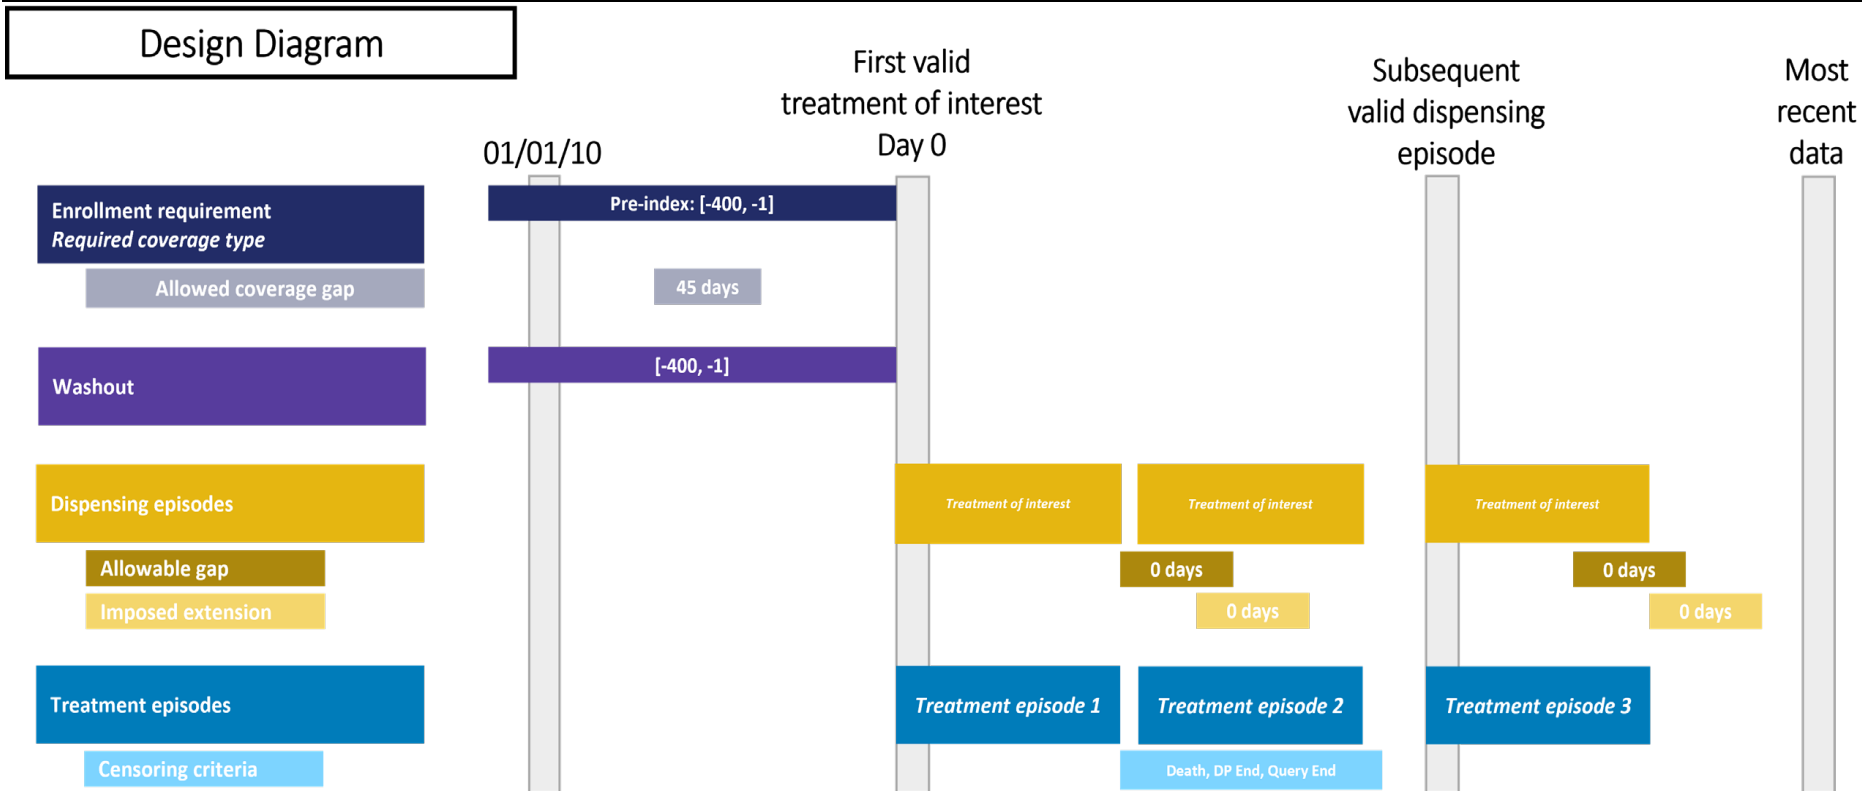 Design Diagram
First valid
treatment of interest
Day 0
Subsequent
valid dispensing
episode
Most
recent
data
01/01/10
Enrollment requirement
Required coverage type
Pre-index: [-400, -1]
Allowed coverage gap
45 days
Washout
[-400, -1]
Dispensing episodes
Treatment of interest
Treatment of interest
Treatment of interest
Allowable gap
0 days
0 days
Imposed extension
0 days
0 days
Treatment episodes
Treatment episode 1
Treatment episode 2
Treatment episode 3
Censoring criteria
Death, DP End, Query End